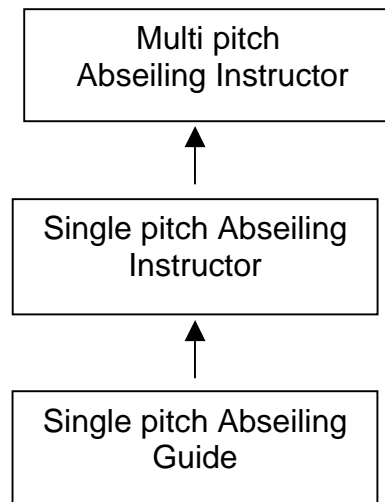 Multi pitch
Abseiling Instructor
Single pitch Abseiling
Instructor
Single pitch Abseiling
Guide